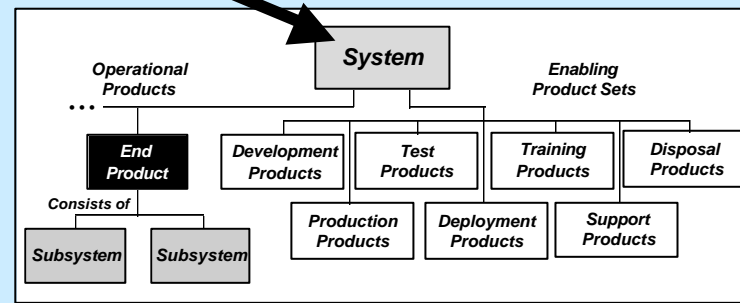 System
Operational
Products
Enabling
Product Sets
...
End
Product
Development
Products
Test
Products
Training
Products
Disposal
Products
Consists of
Production
Products
Deployment
Products
Support
Products
Subsystem
Subsystem